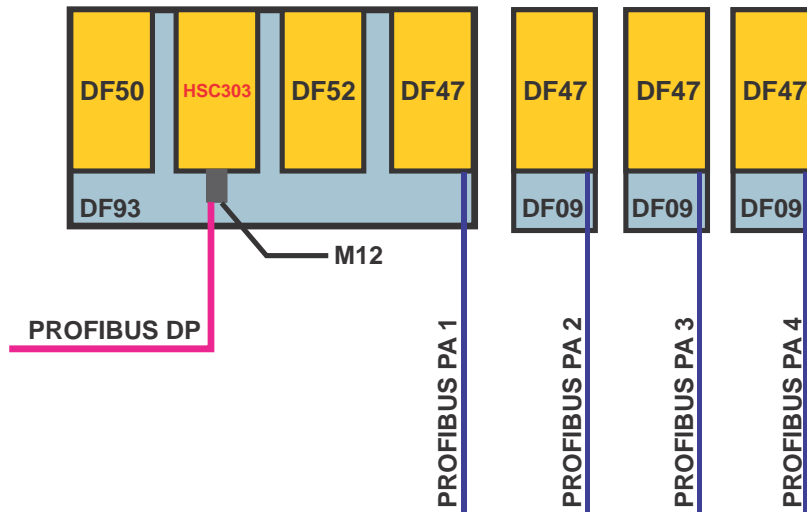 DF50
HSC303
DF52
DF47
DF47
DF47
DF47
DF93
DF09
DF09
DF09
M12
PROFIBUS DP
PROFIBUS PA 1
PROFIBUS PA 2
PROFIBUS PA 3
PROFIBUS PA 4